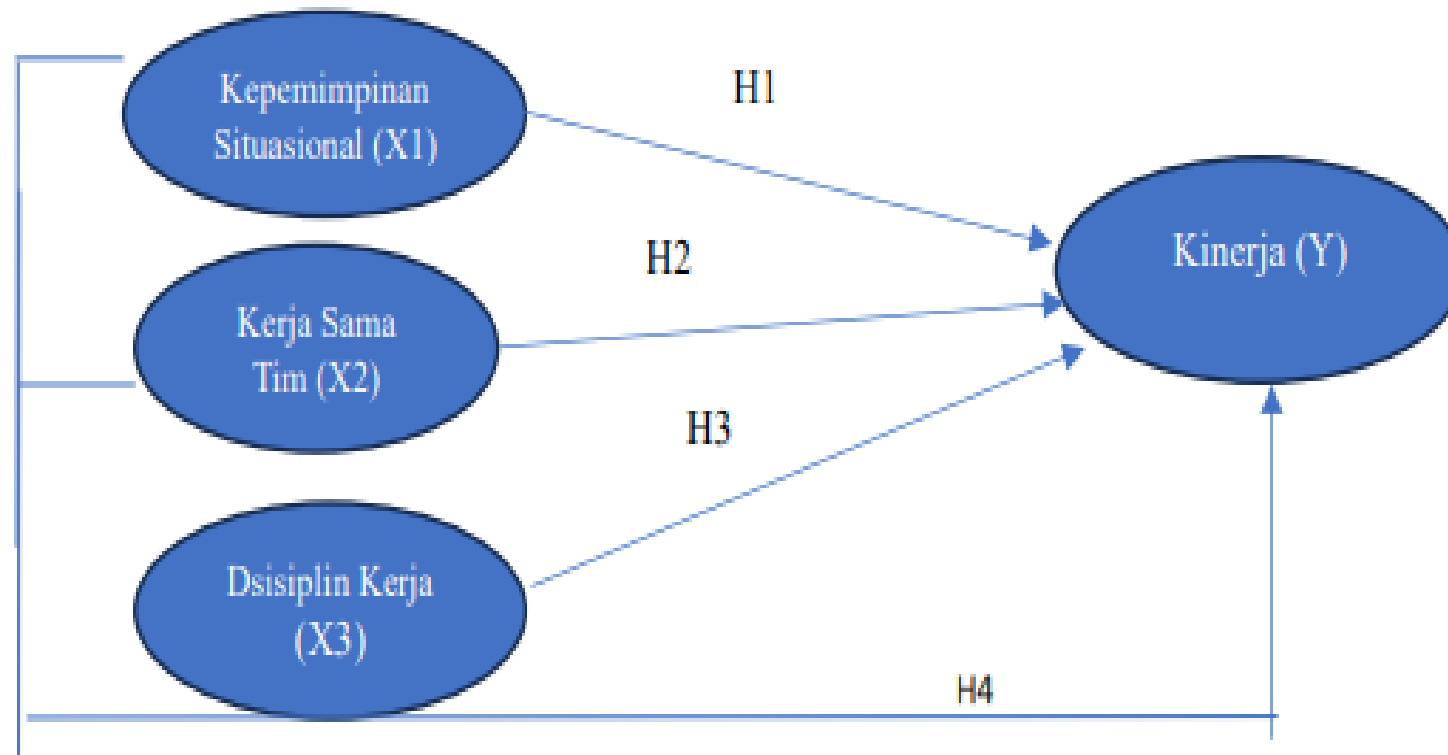 Kepemimpinan
Situasional (X1)
H1
Kinerja (Y)
H2
Kerja Sama
Tim (X2)
H3
Dsisiplin Kerja
(X3)
H4